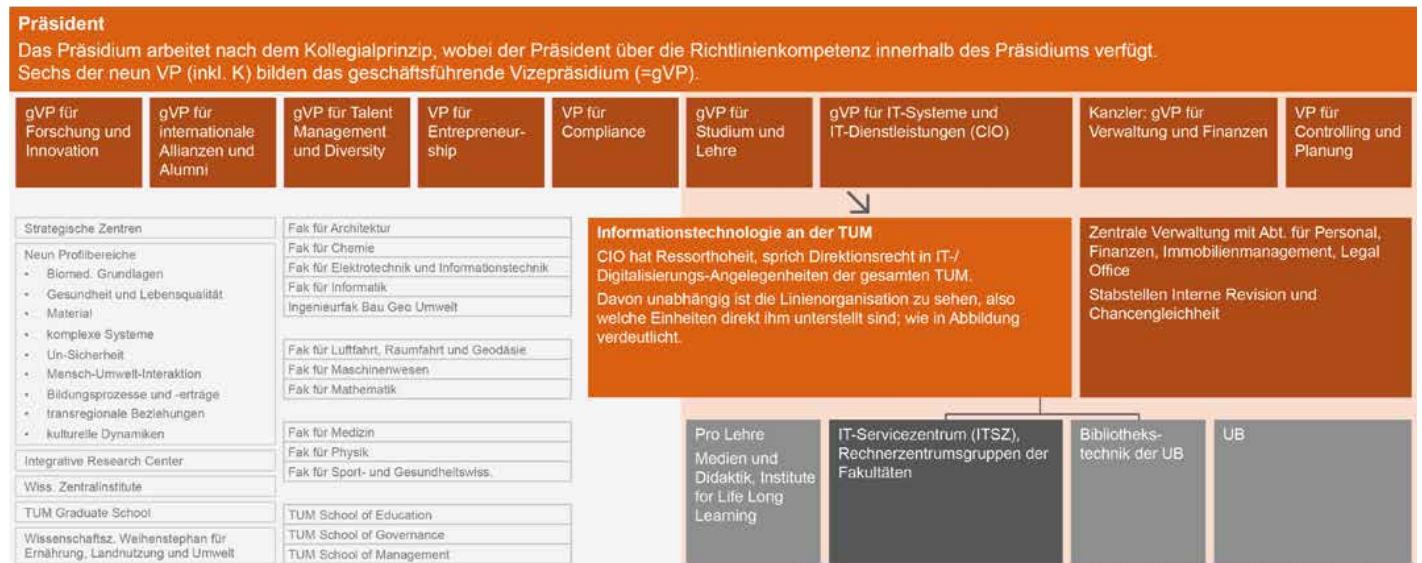 Präsident
Das Präsidium arbeitet nach dem Kollegialprinzip, wobei der Präsident über die Richtlinienkompetenz innerhalb des Präsidiums verfügt.
Sechs der neun VP (inkl. K) bilden das geschäftsführende Vizepräsidium (=gVP).
gVP für
Forschung und
Innovation
gVP für
internationale
Allianzen und
Alumni
gVP für Talent
Management
und Diversity
VP für
Entrepreneur-
ship
VP für
Compliance
gVP für
Studium und
Lehre
gVP für IT-Systeme und
IT-Dienstleistungen (CIO)
Kanzler: gVP für
Verwaltung und Finanzen
VP für
Controlling und
Planung
Strategische Zentren
Neun Profilbereiche
• Biomed. Grundlagen
• Gesundheit und Lebensqualität
• Material
• komplexe Systeme
• Un-Sicherheit
• Mensch-Umwelt-Interaktion
• Bildungsprozesse und -erträge
• transregionale Beziehungen
• kulturelle Dynamiken
Integrative Research Center
Wiss. Zentralinstitute
TUM Graduate School
Wissenschaftsz. Weihenstephan für
Ernährung, Landnutzung und Umwelt
Fak für Architektur
Fak für Chemie
Fak für Elektrotechnik und Informationstechnik
Fak für Informatik
Ingenieurfak Bau Geo Umwelt
Fak für Luftfahrt, Raumfahrt und Geodäsie
Fak für Maschinenwesen
Fak für Mathematik
Fak für Medizin
Fak für Physik
Fak für Sport- und Gesundheitswiss.
TUM School of Education
TUM School of Governance
TUM School of Management
Informationstechnologie an der TUM
CIO hat Ressorthoheit, sprich Direktionsrecht in IT-/
Digitalisierungs-Angelegenheiten der gesamten TUM.
Davon unabhängig ist die Linienorganisation zu sehen, also
welche Einheiten direkt ihm unterstellt sind; wie in Abbildung
verdeutlicht.
Zentrale Verwaltung mit Abt. für Personal,
Finanzen, Immobilienmanagement, Legal
Office
Stabstellen Interne Revision und
Chancengleichheit
Pro Lehre
Medien und
Didaktik, Institute
for Life Long
Learning
IT-Servicezentrum (ITSZ),
Rechnerzentrumsgruppen der
Fakultäten
Bibliotheks-
technik der UB
UB